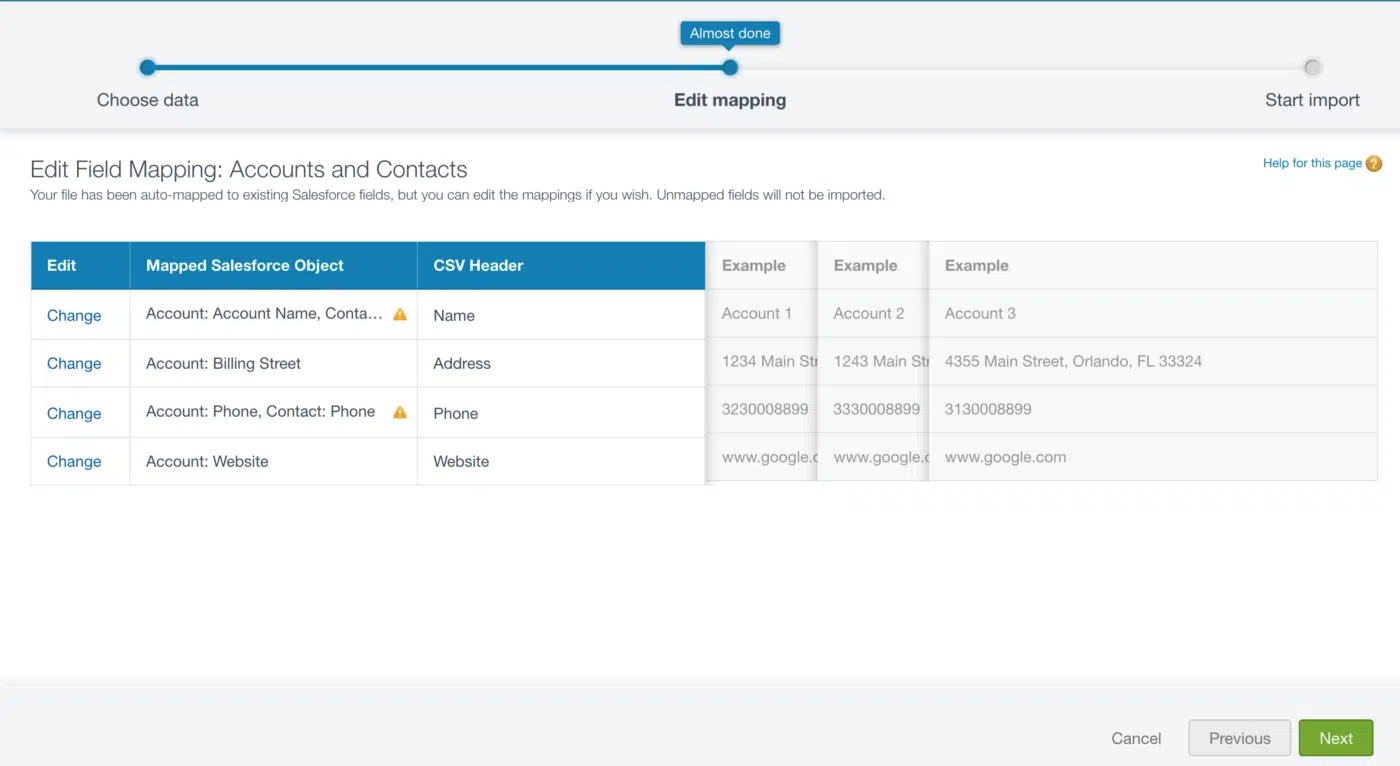 Almost done
Choose data
Edit mapping
Start import
Edit Field Mapping: Accounts and Contacts
Help for this page ?
Your file has been auto-mapped to existing Salesforce fields, but you can edit the mappings if you wish. Unmapped fields will not be imported.
Edit Mapped Salesforce Object CSV Header Example Example Example
Change Account: Account Name, Conta... Name Account 1 Account 2 Account 3
Change Account: Billing Street Address 1234 Main Str 1243 Main Str 4355 Main Street, Orlando, FL 33324
Change Account: Phone, Contact: Phone Phone 3230008899 3330008899 3130008899
Change Account: Website Website www.google.c www.google.c www.google.com
Cancel Previous Next